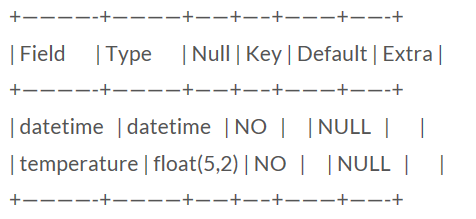 +————-+————+——+—–+———+——-+
| Field | Type | Null | Key | Default | Extra |
+————-+————+——+—–+———+——-+
| datetime | datetime | NO | | NULL | |
| temperature | float(5,2) | NO | | NULL | |
+————-+————+——+—–+———+——-+